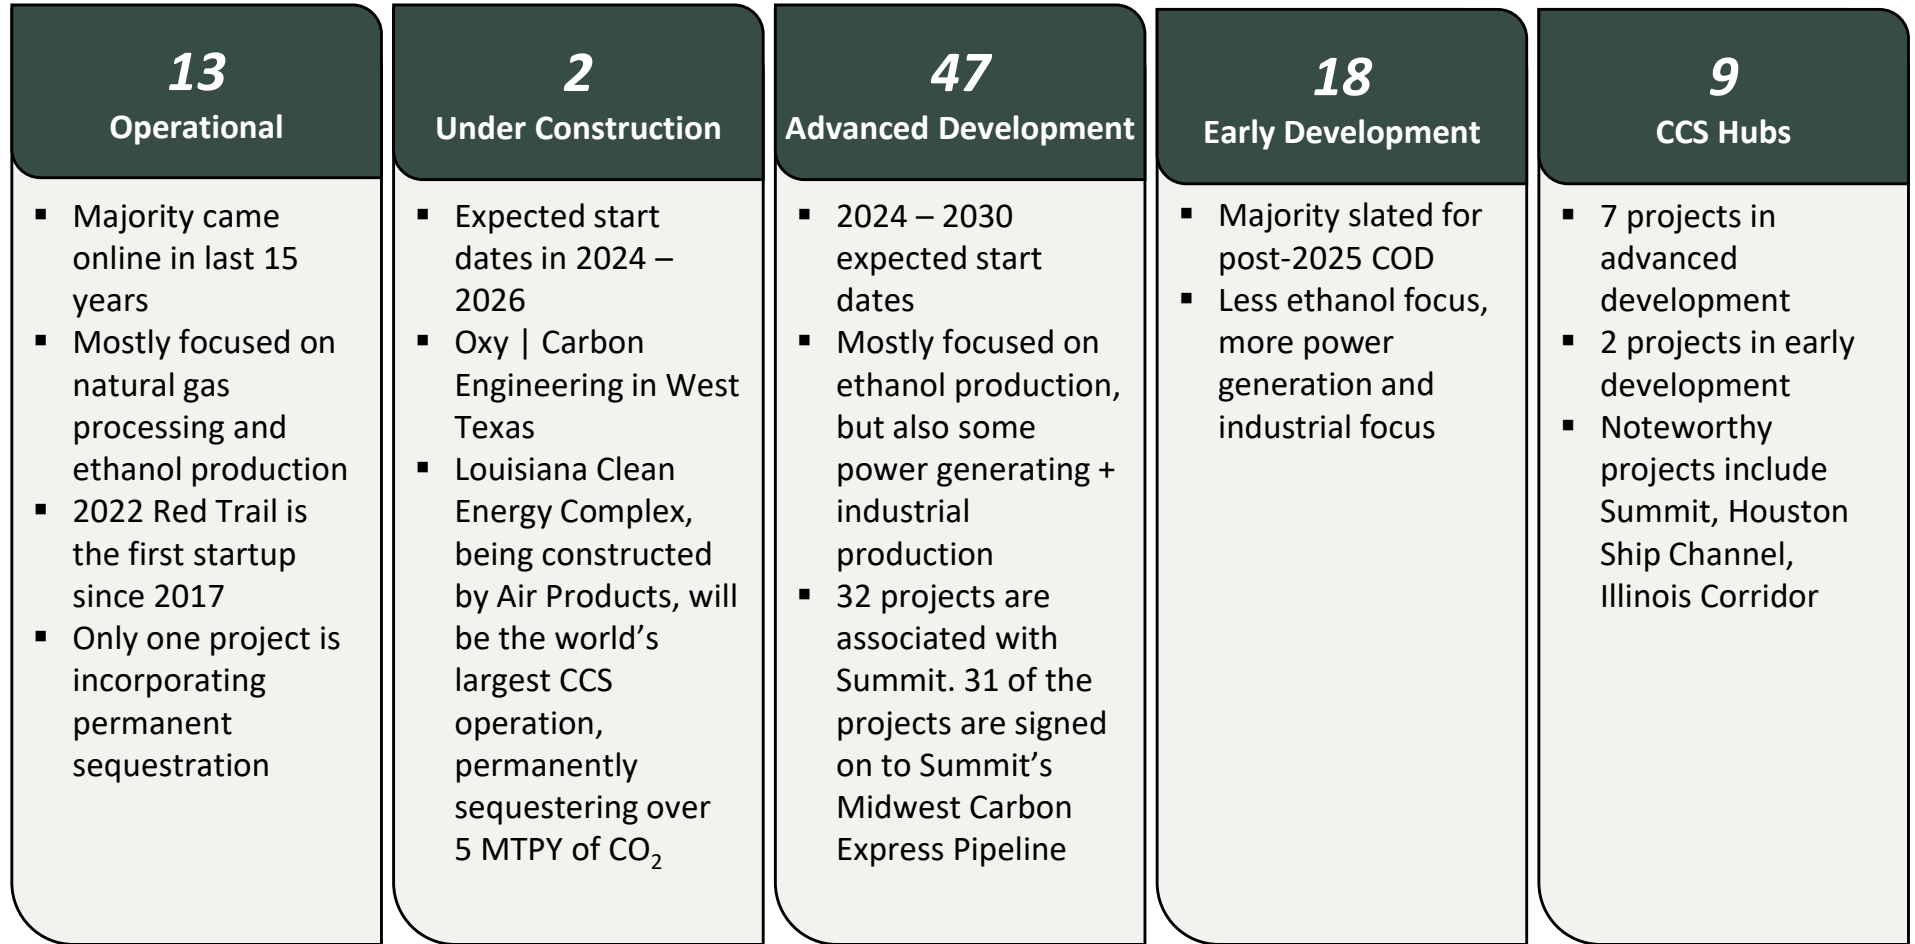 13
Operational
▪ Majority came
online in last 15
years
▪ Mostly focused on
natural gas
processing and
ethanol production
▪ 2022 Red Trail is
the first startup
since 2017
▪ Only one project is
incorporating
permanent
sequestration
2
Under Construction
▪ Expected start
dates in 2024 –
2026
▪ Oxy | Carbon
Engineering in West
Texas
▪ Louisiana Clean
Energy Complex,
being constructed
by Air Products, will
be the world’s
largest CCS
operation,
permanently
sequestering over
5 MTPY of CO₂
47
Advanced Development
▪ 2024 – 2030
expected start
dates
▪ Mostly focused on
ethanol production,
but also some
power generating +
industrial
production
▪ 32 projects are
associated with
Summit. 31 of the
projects are signed
on to Summit’s
Midwest Carbon
Express Pipeline
18
Early Development
▪ Majority slated for
post-2025 COD
▪ Less ethanol focus,
more power
generation and
industrial focus
9
CCS Hubs
▪ 7 projects in
advanced
development
▪ 2 projects in early
development
▪ Noteworthy
projects include
Summit, Houston
Ship Channel,
Illinois Corridor